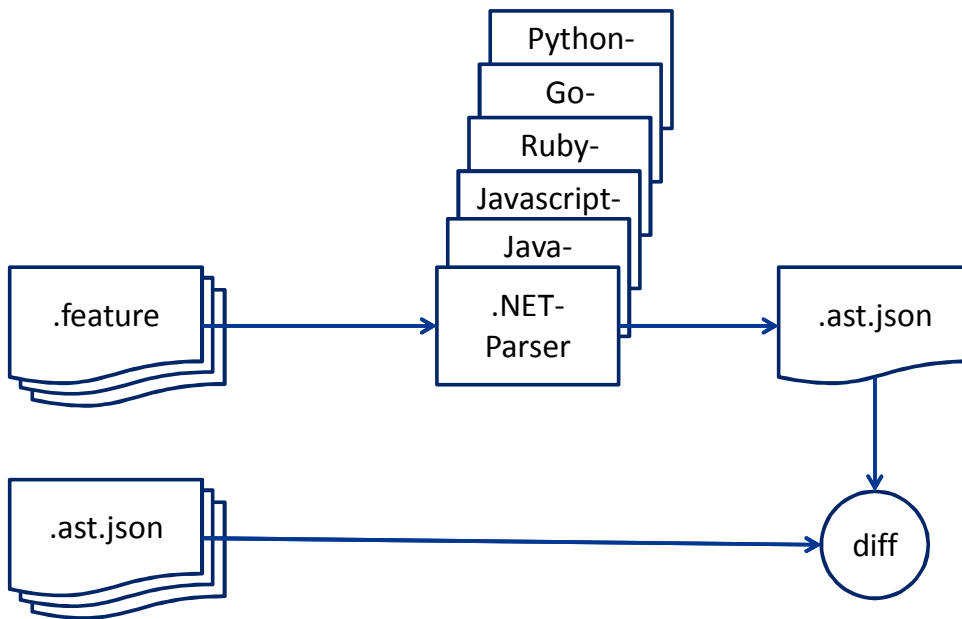 Python-
Go-
Ruby-
Javascript-
Java-
.feature
.NET-
Parser
.ast.json
.ast.json
diff